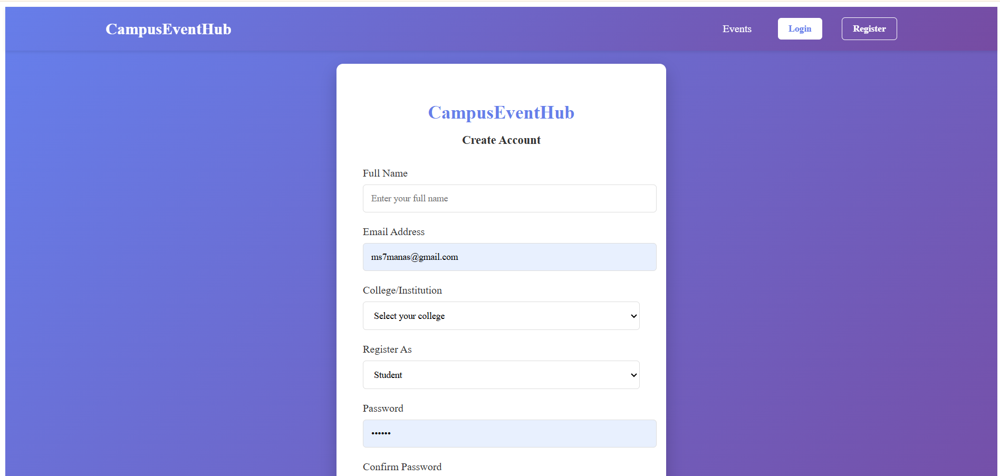 CampusEventHub
Events
Login
Register
CampusEventHub
Create Account
Full Name
Enter your full name
Email Address
ms7manas@gmail.com
College/Institution
Select your college
Register As
Student
Password
••••••
Confirm Password